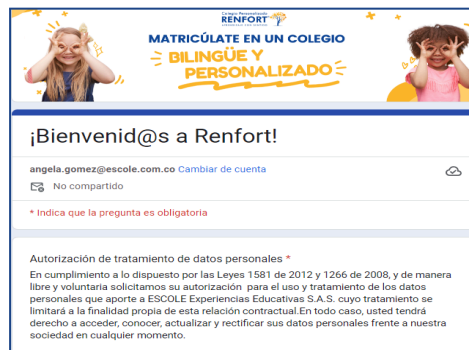 Colegio Personalizado
RENFORT
MATRICÚLATE EN UN COLEGIO
BILINGÜE Y
PERSONALIZADO
¡Bienvenid@s a Renfort!
angela.gomez@escole.com.co Cambiar de cuenta
No compartido
* Indica que la pregunta es obligatoria
Autorización de tratamiento de datos personales *
En cumplimiento a lo dispuesto por las Leyes 1581 de 2012 y 1266 de 2008, y de manera
libre y voluntaria solicitamos su autorización para el uso y tratamiento de los datos
personales que aporte a ESCOLE Experiencias Educativas S.A.S. cuyo tratamiento se
limitará a la finalidad propia de esta relación contractual.En todo caso, usted tendrá
derecho a acceder, conocer, actualizar y rectificar sus datos personales frente a nuestra
sociedad en cualquier momento.